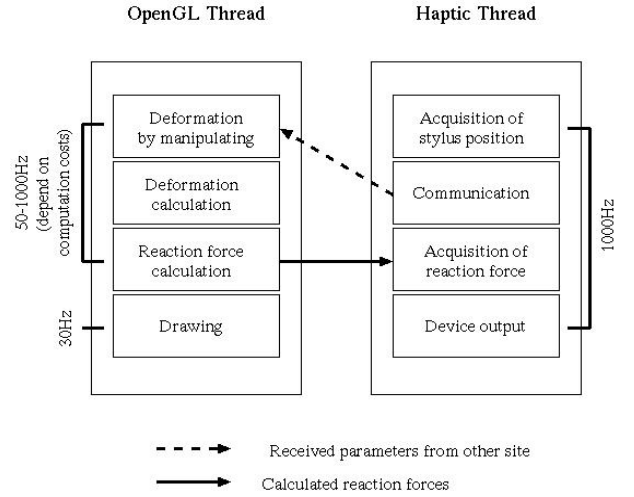 OpenGL Thread
Haptic Thread
50-1000Hz
(depend on
computation costs)
30Hz
Deformation
by manipulating
Deformation
calculation
Reaction force
calculation
Drawing
Acquisition of
stylus position
Communication
Acquisition of
reaction force
Device output
1000Hz
Received parameters from other site
Calculated reaction forces